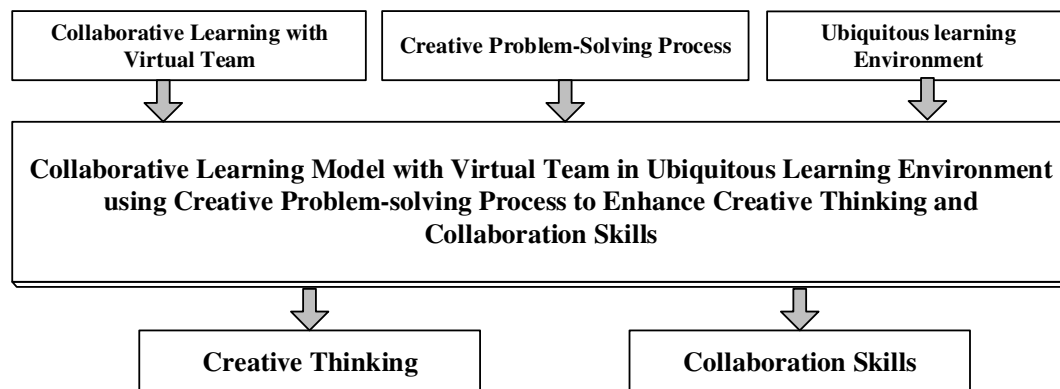 Collaborative Learning with
Virtual Team
Creative Problem-Solving Process
Ubiquitous learning
Environment
Collaborative Learning Model with Virtual Team in Ubiquitous Learning Environment
using Creative Problem-solving Process to Enhance Creative Thinking and
Collaboration Skills
Creative Thinking
Collaboration Skills